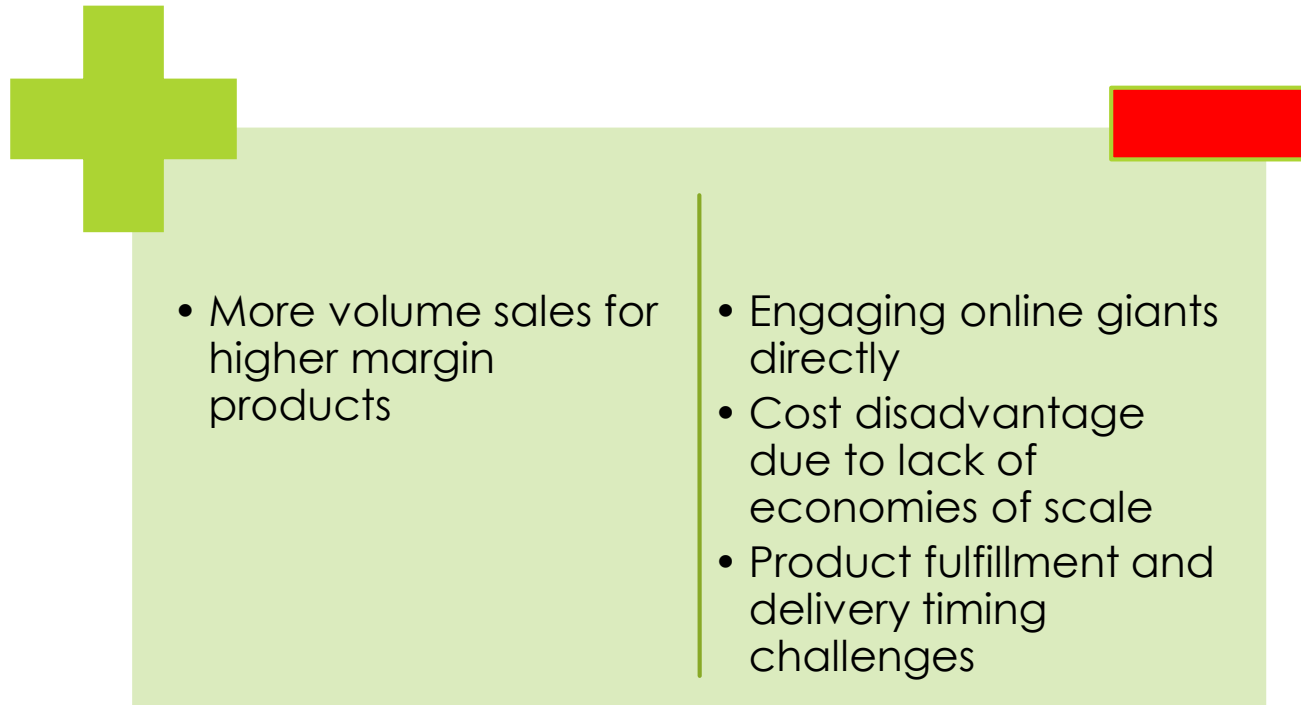 • More volume sales for
higher margin
products
• Engaging online giants
directly
• Cost disadvantage
due to lack of
economies of scale
• Product fulfillment and
delivery timing
challenges